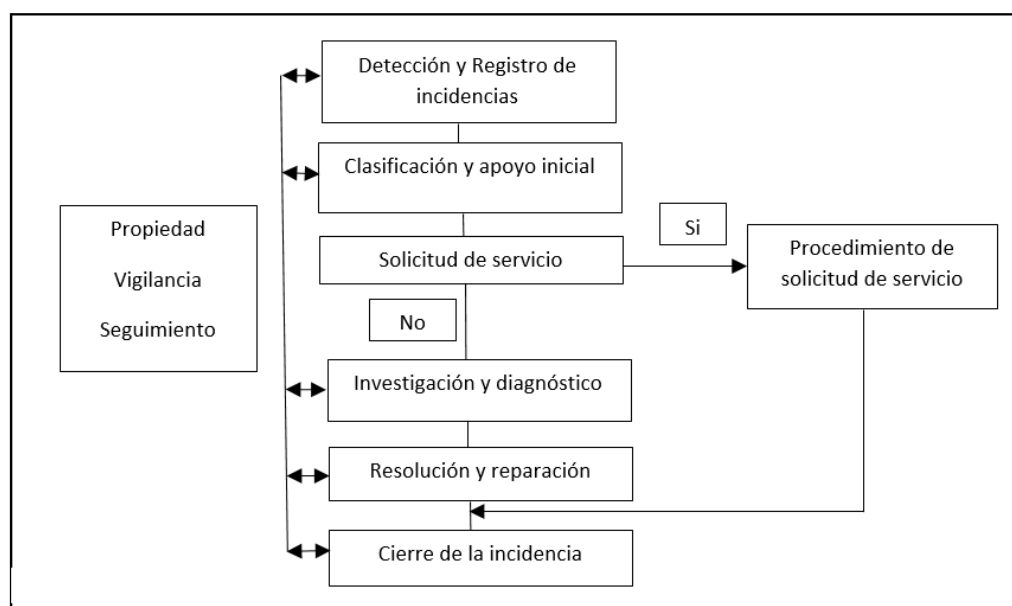 Detección y Registro de
incidencias
Clasificación y apoyo inicial
Propiedad
Vigilancia
Seguimiento
Solicitud de servicio
Si
Procedimiento de
solicitud de servicio
No
Investigación y diagnóstico
Resolución y reparación
Cierre de la incidencia